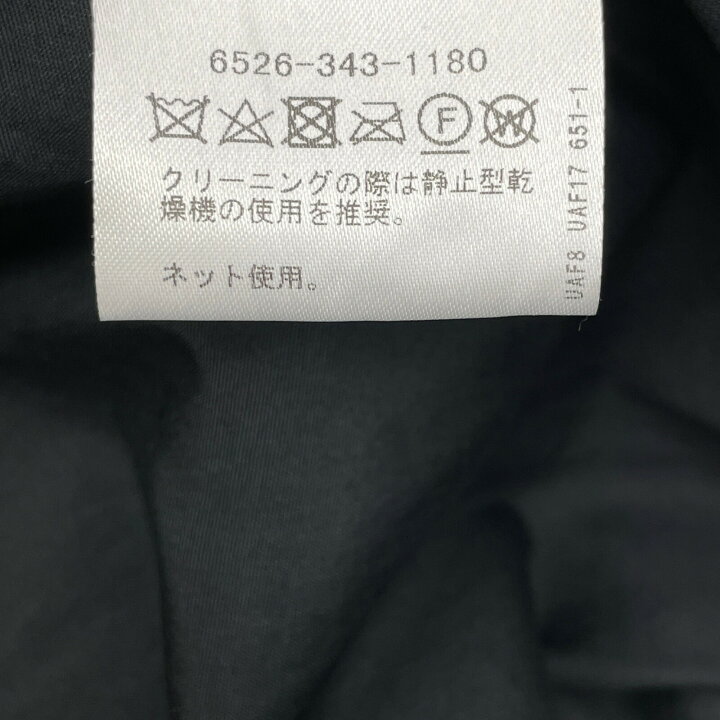 6526-343-1180
F W
クリーニングの際は静止型乾
燥機の使用を推奨。
ネット使用。
UAF8 UAF17 651-1